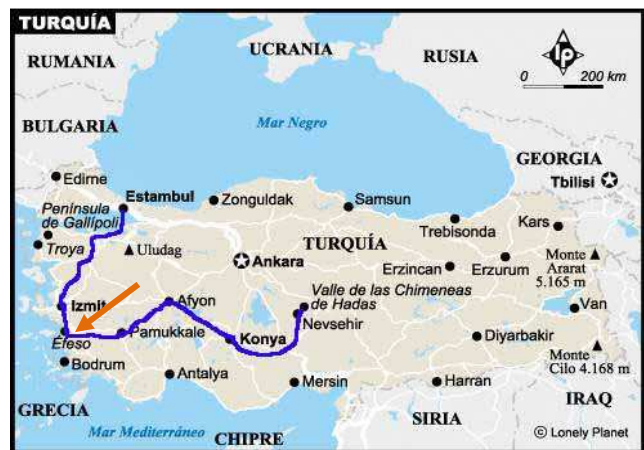 TURQUÍA
RUMANIA
UCRANIA
RUSIA
lp
0 200 km
BULGARIA
Mar Negro
GEORGIA
Tbilisi
Edirne
Estambul
Zonguldak
Samsun
Península
de Gallípoli
Trebisonda
Kars
Troya
Uludag
TURQUÍA
Ankara
Erzincan
Erzurum
Monte
Ararat
5.165 m
Valle de las Chimeneas
de Hadas
Izmit
Afyon
Nevsehir
Van
Éfeso
Pamukkale
Konya
Diyarbakir
Bodrum
Antalya
Mersin
Harran
Monte
Cilo 4.168 m
GRECIA
IRAQ
SIRIA
Mar Mediterráneo
CHIPRE
© Lonely Planet